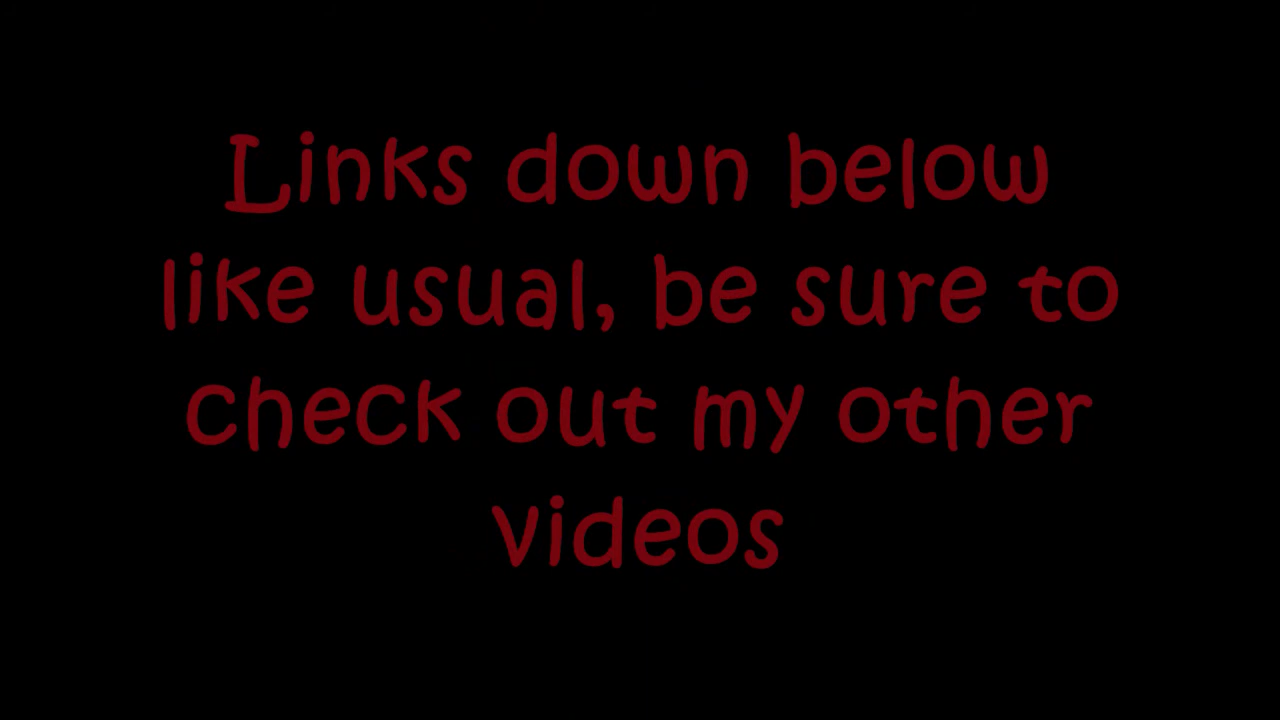 Links down below
like usual, be sure to
check out my other
videos